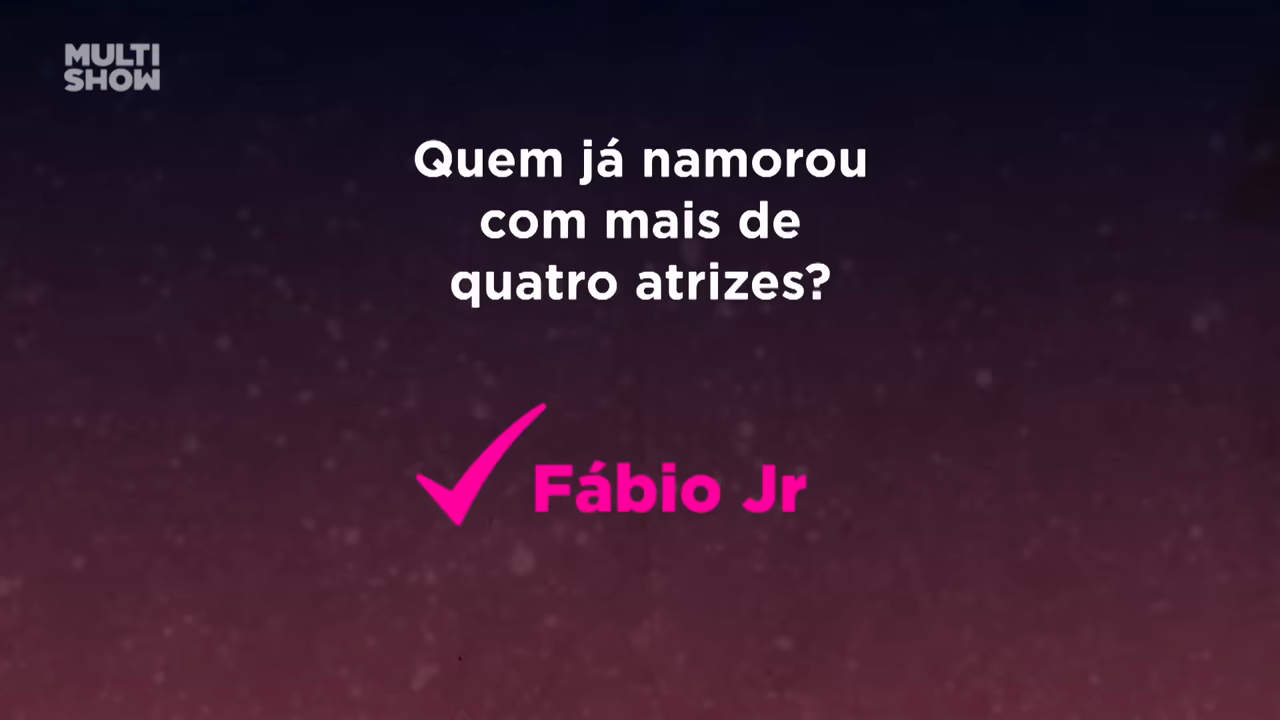 MULTI
SHOW
Quem já namorou
com mais de
quatro atrizes?
Fábio Jr